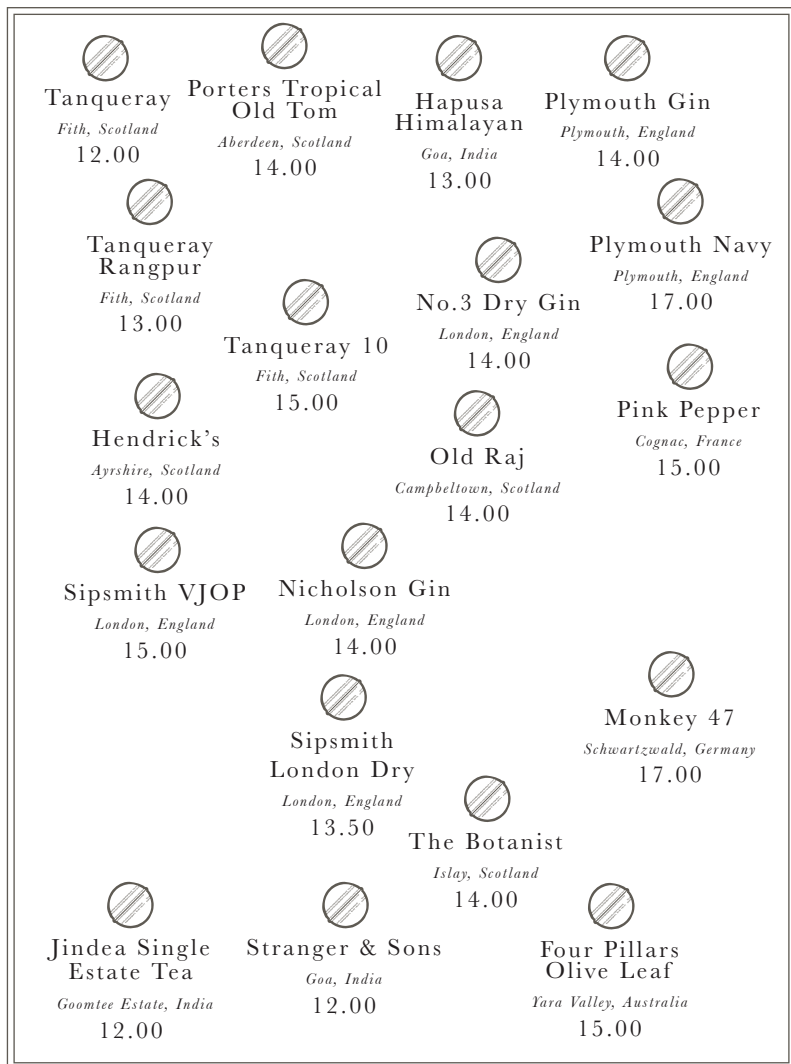 Tanqueray
Fith, Scotland
12.00
Porters Tropical
Old Tom
Aberdeen, Scotland
14.00
Hapusa
Himalayan
Goa, India
13.00
Plymouth Gin
Plymouth, England
14.00
Tanqueray
Rangpur
Fith, Scotland
13.00
Tanqueray 10
Fith, Scotland
15.00
No.3 Dry Gin
London, England
14.00
Plymouth Navy
Plymouth, England
17.00
Hendrick's
Ayrshire, Scotland
14.00
Old Raj
Campbeltown, Scotland
14.00
Pink Pepper
Cognac, France
15.00
Sipsmith VJOP
London, England
15.00
Nicholson Gin
London, England
14.00
Sipsmith
London Dry
London, England
13.50
Monkey 47
Schwartzwald, Germany
17.00
The Botanist
Islay, Scotland
14.00
Jindea Single
Estate Tea
Goomtee Estate, India
12.00
Stranger & Sons
Goa, India
12.00
Four Pillars
Olive Leaf
Yara Valley, Australia
15.00